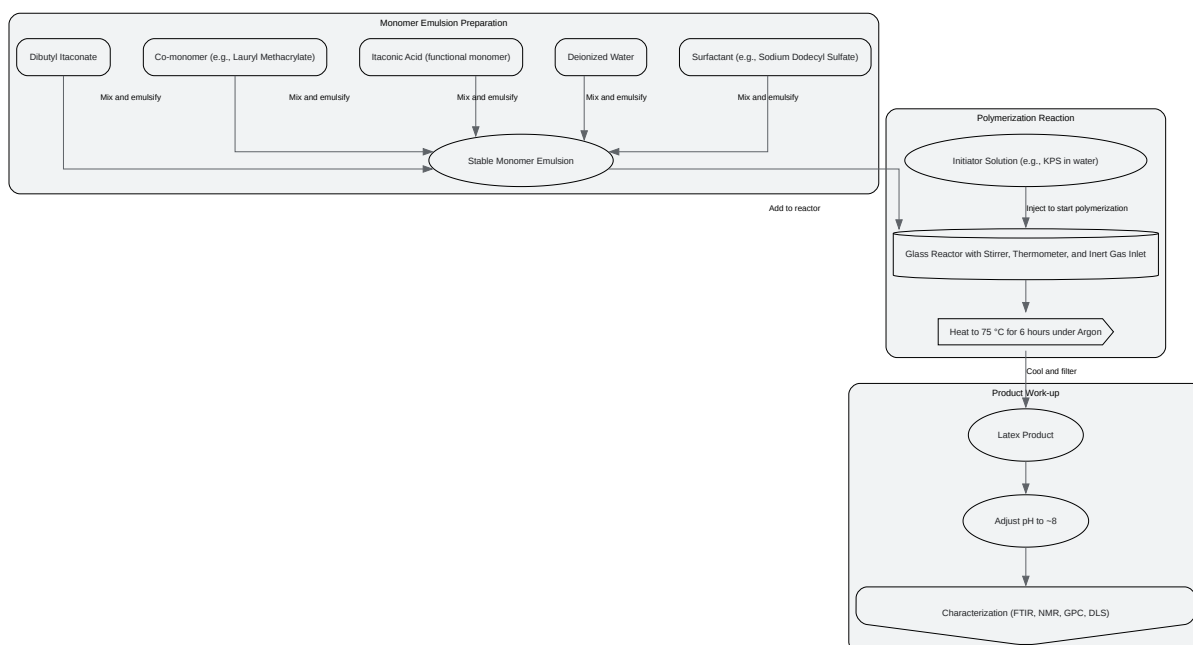 Monomer Emulsion Preparation
Dibutyl Itaconate
Co-monomer (e.g., Lauryl Methacrylate)
Itaconic Acid (functional monomer)
Deionized Water
Surfactant (e.g., Sodium Dodecyl Sulfate)
Mix and emulsify
Mix and emulsify
Mix and emulsify
Mix and emulsify
Mix and emulsify
Stable Monomer Emulsion
Add to reactor
Polymerization Reaction
Initiator Solution (e.g., KPS in water)
Inject to start polymerization
Glass Reactor with Stirrer, Thermometer, and Inert Gas Inlet
Heat to 75 °C for 6 hours under Argon
Cool and filter
Product Work-up
Latex Product
Adjust pH to ~8
Characterization (FTIR, NMR, GPC, DLS)